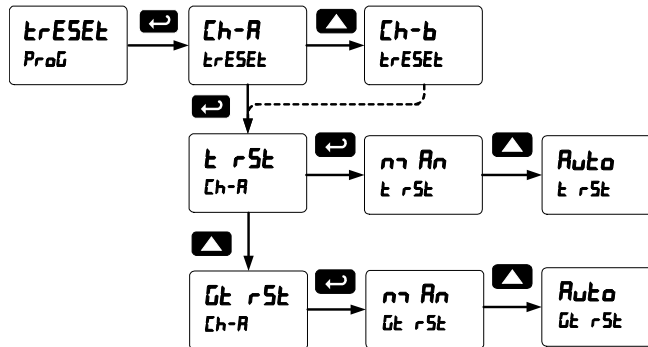 trESEt
ProG
Ch-A
trESEt
Ch-b
trESEt
t rSt
Ch-A
mAn
t rSt
Auto
t rSt
Gt rSt
Ch-A
mAn
Gt rSt
Auto
Gt rSt